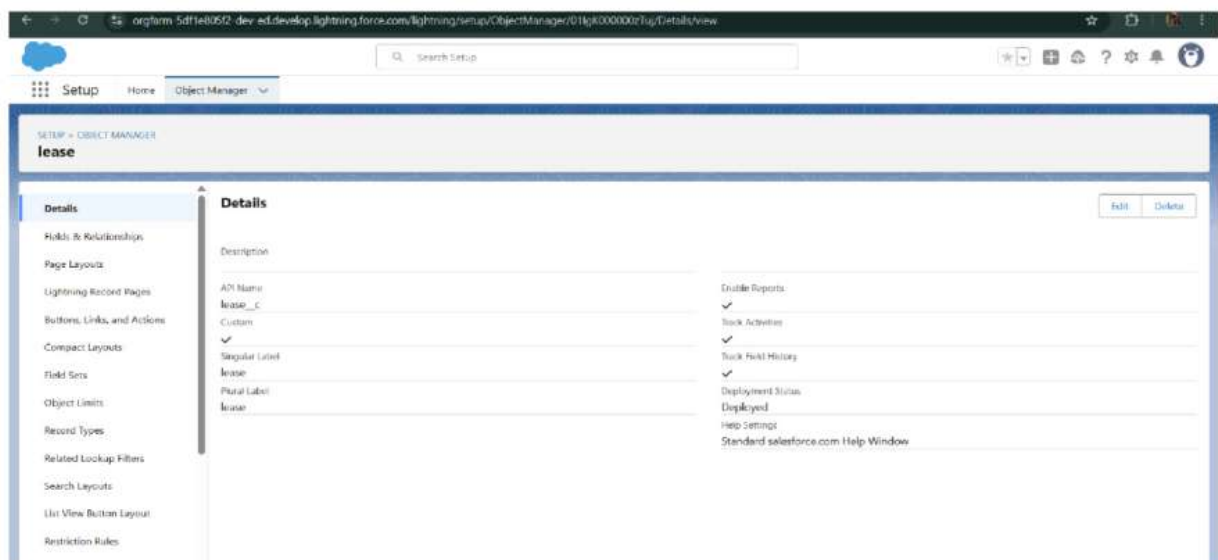 orgfarm-5df1e805f2-dev-ed.develop.lightning.force.com/lightning/setup/ObjectManager/01IgK000000zTuj/Details/view
Search Setup
Setup Home Object Manager
SETUP > OBJECT MANAGER
lease
Details
Fields & Relationships
Page Layouts
Lightning Record Pages
Buttons, Links, and Actions
Compact Layouts
Field Sets
Object Limits
Record Types
Related Lookup Filters
Search Layouts
List View Button Layout
Restriction Rules
Details
Edit Delete
Description
API Name
lease__c
Custom
Singular Label
lease
Plural Label
lease
Enable Reports
Track Activities
Track Field History
Deployment Status
Deployed
Help Settings
Standard salesforce.com Help Window